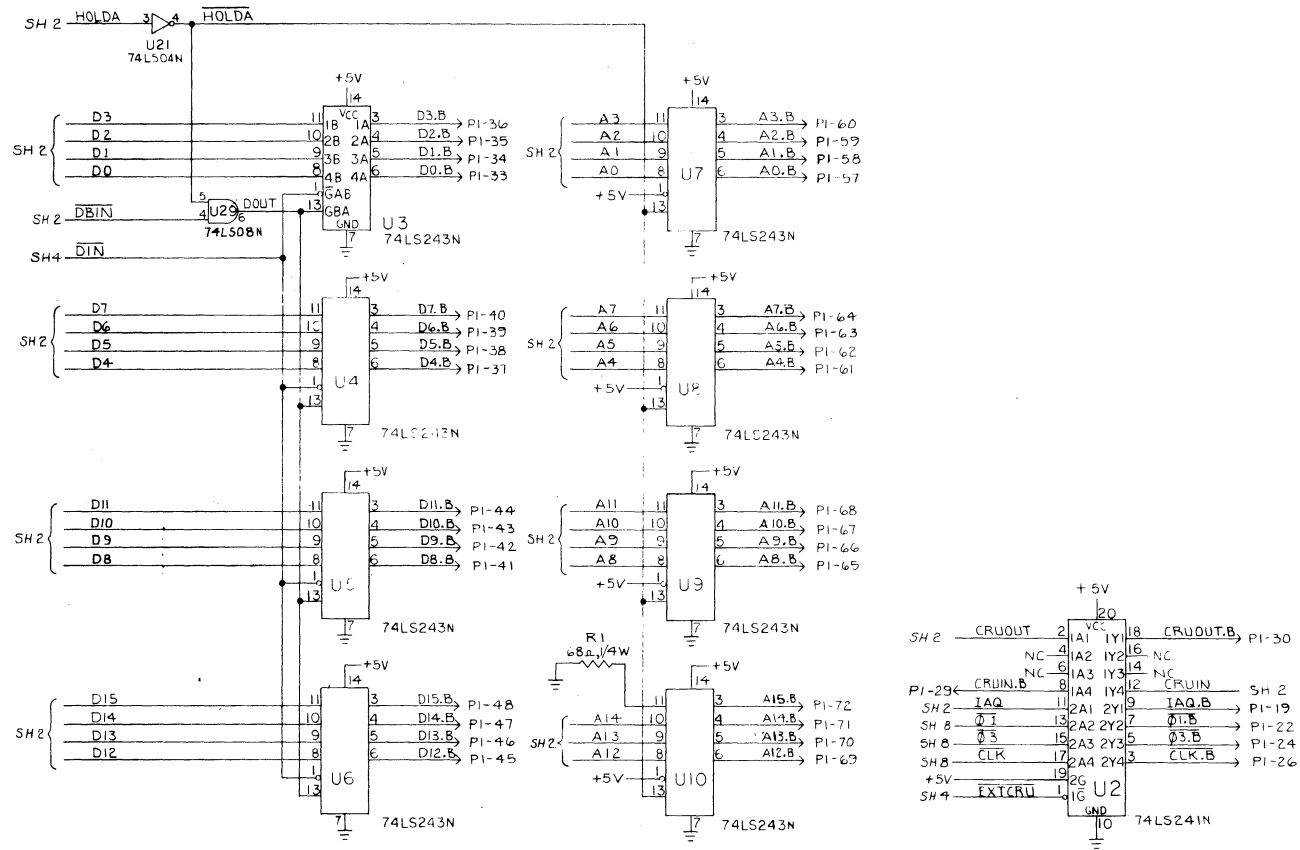 SH 2 HOLDA 3 4 HOLDA
U21
74LS04N
+5V
14
VCC
SH 2
D3 11 1B 1A 3 D3.B P1-36
D2 10 2B 2A 4 D2.B P1-35
D1 9 3B 3A 5 D1.B P1-34
D0 8 4B 4A 6 D0.B P1-33
1 GAB
13 GBA
GND
7
U3
74LS243N
5
SH 2 DBIN 4 U29 6 DOUT
74LS08N
SH4 DIN
+5V
14
SH 2
D7 11 3 D7.B P1-40
D6 10 4 D6.B P1-39
D5 9 5 D5.B P1-38
D4 8 6 D4.B P1-37
1
13
U4
7
74LS243N
+5V
14
SH 2
D11 11 3 D11.B P1-44
D10 10 4 D10.B P1-43
D9 9 5 D9.B P1-42
D8 8 6 D8.B P1-41
1
13
U5
7
74LS243N
14
+5V
SH2
D15 11 3 D15.B P1-48
D14 10 4 D14.B P1-47
D13 9 5 D13.B P1-46
D12 8 6 D12.B P1-45
1
13
U6
7
74LS243N
+5V
14
SH2
A3 11 3 A3.B P1-60
A2 10 4 A2.B P1-59
A1 9 5 A1.B P1-58
A0 8 6 A0.B P1-57
+5V 1
13
U7
7
74LS243N
+5V
14
SH2
A7 11 3 A7.B P1-64
A6 10 4 A6.B P1-63
A5 9 5 A5.B P1-62
A4 8 6 A4.B P1-61
+5V 1
13
U8
7
74LS243N
+5V
14
SH2
A11 11 3 A11.B P1-68
A10 10 4 A10.B P1-67
A9 9 5 A9.B P1-66
A8 8 6 A8.B P1-65
+5V 1
13
U9
7
74LS243N
R1
68Ω,1/4W
+5V
14
11 3 A15.B P1-72
SH2
A14 10 4 A14.B P1-71
A13 9 5 A13.B P1-70
A12 8 6 A12.B P1-69
+5V 1
13
U10
7
74LS243N
+5V
20
VCC
SH 2 CRUOUT 2 1A1 1Y1 18 CRUOUT.B P1-30
NC 4 1A2 1Y2 16 NC
NC 6 1A3 1Y3 14 NC
P1-29 CRUIN.B 8 1A4 1Y4 12 CRUIN SH 2
SH2 IAQ 11 2A1 2Y1 9 IAQ.B P1-19
SH 8 Φ1 13 2A2 2Y2 7 Φ1.B P1-22
SH8 Φ3 15 2A3 2Y3 5 Φ3.B P1-24
SH8 CLK 17 2A4 2Y4 3 CLK.B P1-26
+5V 19 2G
SH4 EXTCRU 1 1G
U2
GND
10
74LS241N